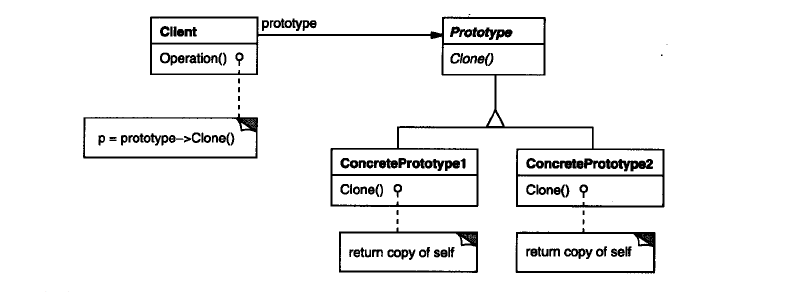 Client
Operation()
p = prototype->Clone()
prototype
Prototype
Clone()
ConcretePrototype1
Clone()
return copy of self
ConcretePrototype2
Clone()
return copy of self